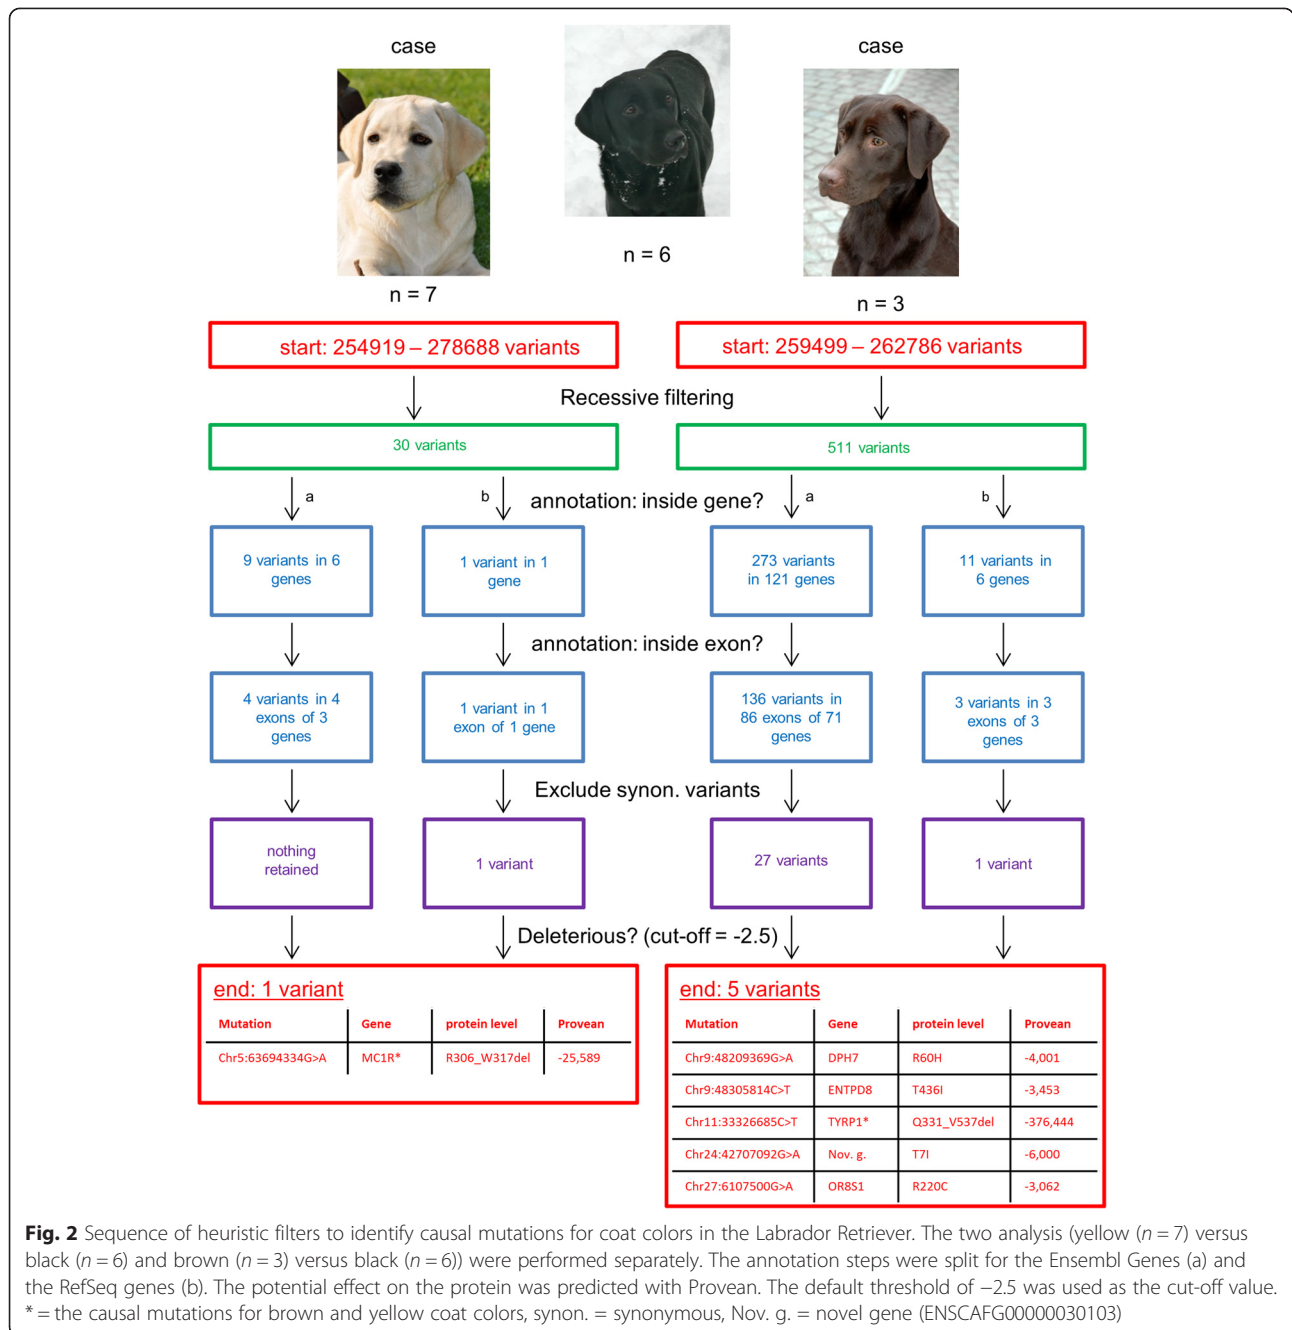 case
case
n = 6
n = 7
n = 3
start: 254919 – 278688 variants
start: 259499 – 262786 variants
Recessive filtering
30 variants
511 variants
a
b
annotation: inside gene?
a
b
9 variants in 6
genes
1 variant in 1
gene
273 variants
in 121 genes
11 variants in
6 genes
annotation: inside exon?
4 variants in 4
exons of 3
genes
1 variant in 1
exon of 1 gene
136 variants in
86 exons of 71
genes
3 variants in 3
exons of 3
genes
Exclude synon. variants
nothing
retained
1 variant
27 variants
1 variant
Deleterious? (cut-off = -2.5)
end: 1 variant
Mutation Gene protein level Provean
Chr5:63694334G>A MC1R* R306_W317del -25,589
end: 5 variants
Mutation Gene protein level Provean
Chr9:48209369G>A DPH7 R60H -4,001
Chr9:48305814C>T ENTPD8 T436I -3,453
Chr11:33326685C>T TYRP1* Q331_V537del -376,444
Chr24:42707092G>A Nov. g. T7I -6,000
Chr27:6107500G>A OR8S1 R220C -3,062
Fig. 2 Sequence of heuristic filters to identify causal mutations for coat colors in the Labrador Retriever. The two analysis (yellow (n = 7) versus
black (n = 6) and brown (n = 3) versus black (n = 6)) were performed separately. The annotation steps were split for the Ensembl Genes (a) and
the RefSeq genes (b). The potential effect on the protein was predicted with Provean. The default threshold of −2.5 was used as the cut-off value.
* = the causal mutations for brown and yellow coat colors, synon. = synonymous, Nov. g. = novel gene (ENSCAFG00000030103)